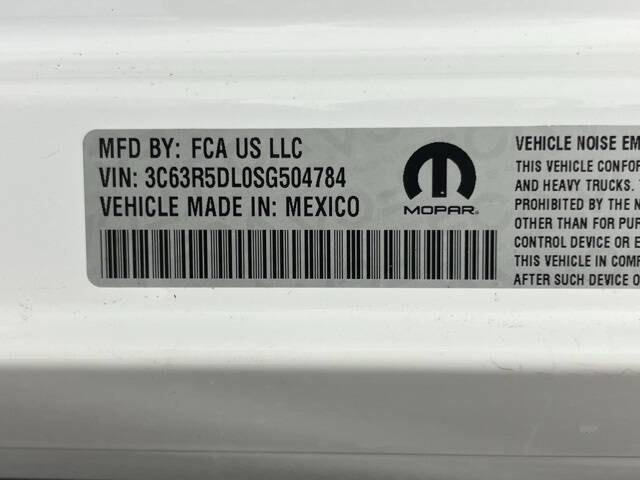 MFD BY: FCA US LLC
VIN: 3C63R5DL0SG504784
VEHICLE MADE IN: MEXICO
MOPAR
VEHICLE NOISE EM
THIS VEHICLE CONFOR
AND HEAVY TRUCKS.
PROHIBITED BY THE N
OTHER THAN FOR PUR
CONTROL DEVICE OR E
THIS VEHICLE IN COMP
AFTER SUCH DEVICE O